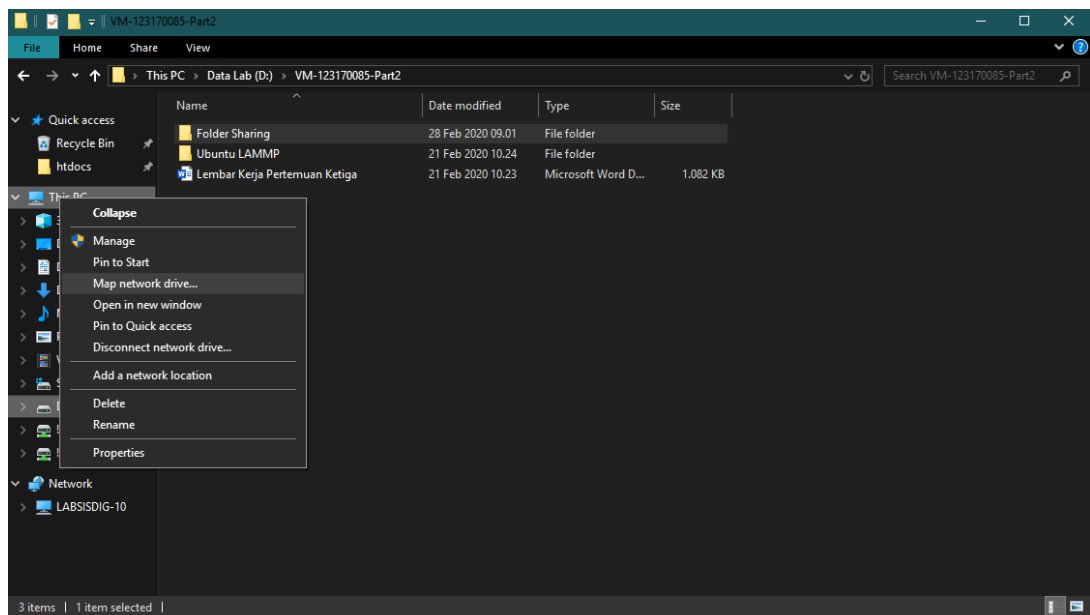 VM-123170085-Part2
File Home Share View
This PC › Data Lab (D:) › VM-123170085-Part2
Search VM-123170085-Part2
Name Date modified Type Size
Quick access
Recycle Bin
htdocs
This PC
Folder Sharing 28 Feb 2020 09.01 File folder
Ubuntu LAMMP 21 Feb 2020 10.24 File folder
Lembar Kerja Pertemuan Ketiga 21 Feb 2020 10.23 Microsoft Word D... 1.082 KB
Collapse
Manage
Pin to Start
Map network drive...
Open in new window
Pin to Quick access
Disconnect network drive...
Add a network location
Delete
Rename
Properties
Network
LABSISDIG-10
3 items 1 item selected